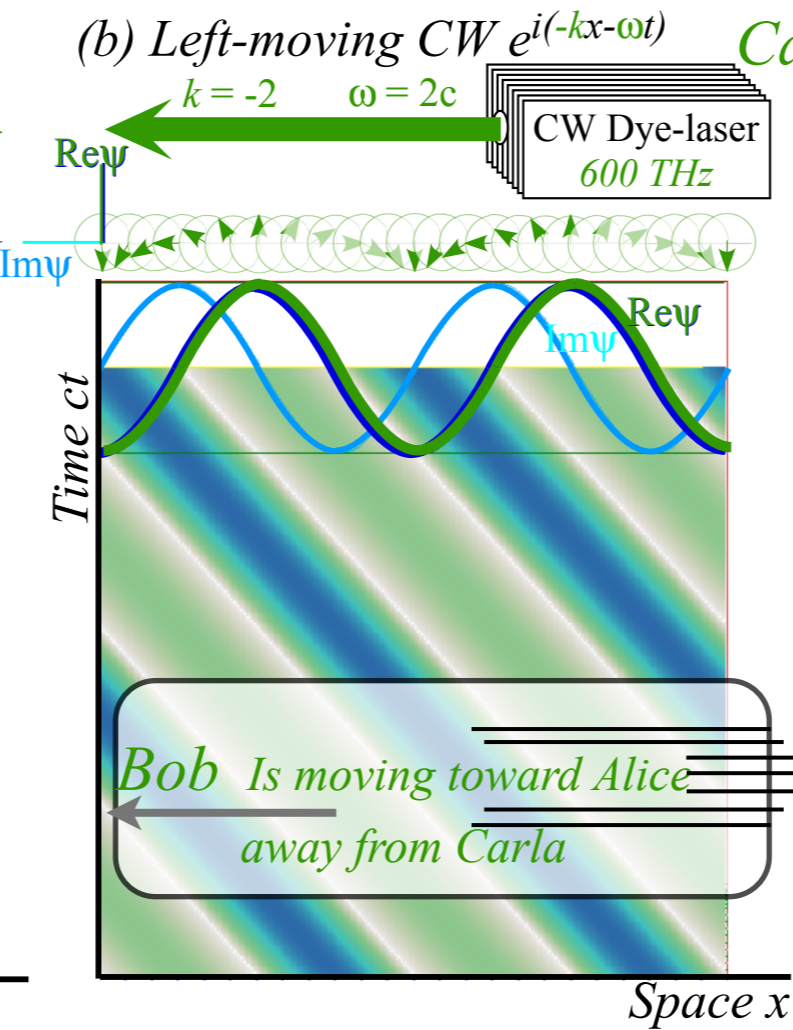 (b) Left-moving CW e^{i(-kx-ωt)}
Ca
k = -2 ω = 2c
CW Dye-laser
600 THz
Reψ
Imψ
Reψ
Imψ
Time ct
Bob Is moving toward Alice
away from Carla
Space x